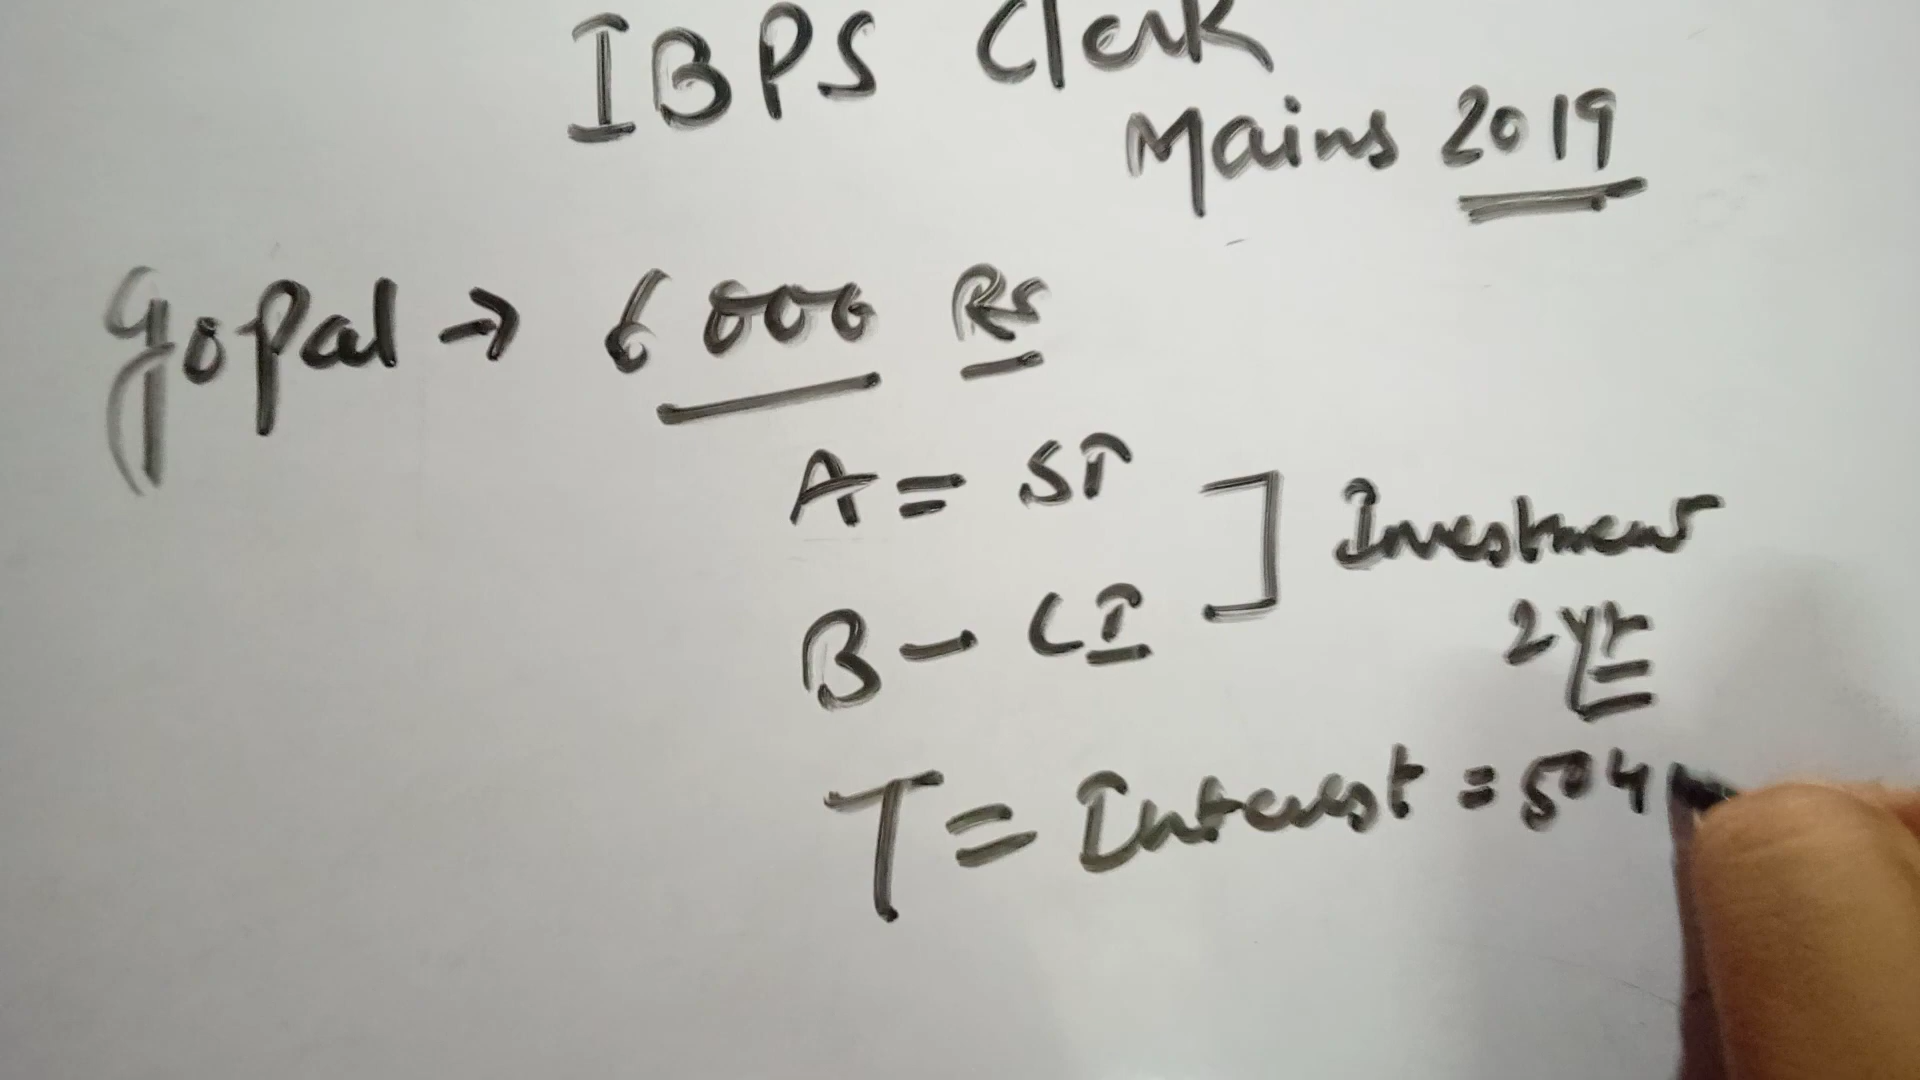 IBPS Clerk
Mains 2019
Gopal → 6000 Rs
A = SI
B - CI
] Investment
2 yr
T = Interest = 504